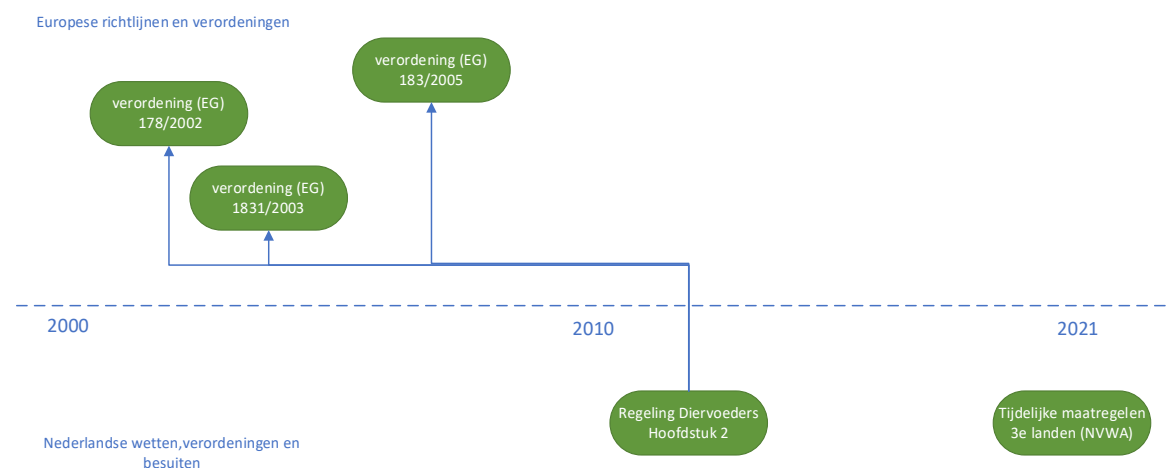 Europese richtlijnen en verordeningen
verordening (EG)
183/2005
verordening (EG)
178/2002
verordening (EG)
1831/2003
2000
2010
2021
Regeling Diervoeders
Hoofdstuk 2
Tijdelijke maatregelen
3e landen (NVWA)
Nederlandse wetten,verordeningen en
besuiten